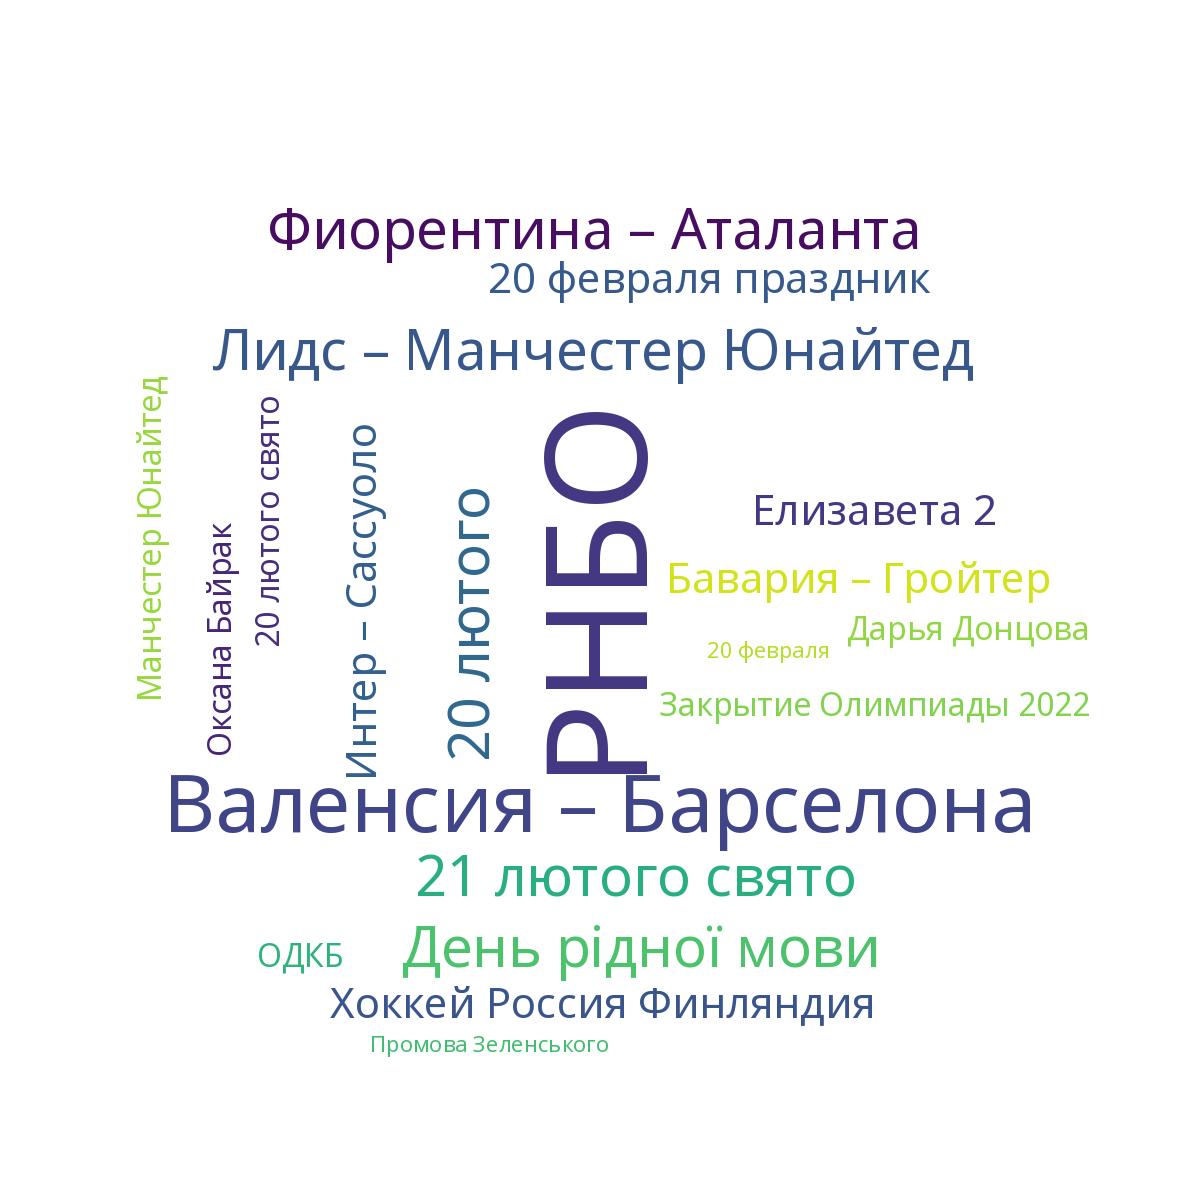 Фиорентина – Аталанта
20 февраля праздник
Лидс – Манчестер Юнайтед
Манчестер Юнайтед
Оксана Байрак
20 лютого свято
Интер – Сассуоло
20 лютого
РНБО
Елизавета 2
Бавария – Гройтер
Дарья Донцова
20 февраля
Закрытие Олимпиады 2022
Валенсия – Барселона
21 лютого свято
День рідної мови
ОДКБ
Хоккей Россия Финляндия
Промова Зеленського